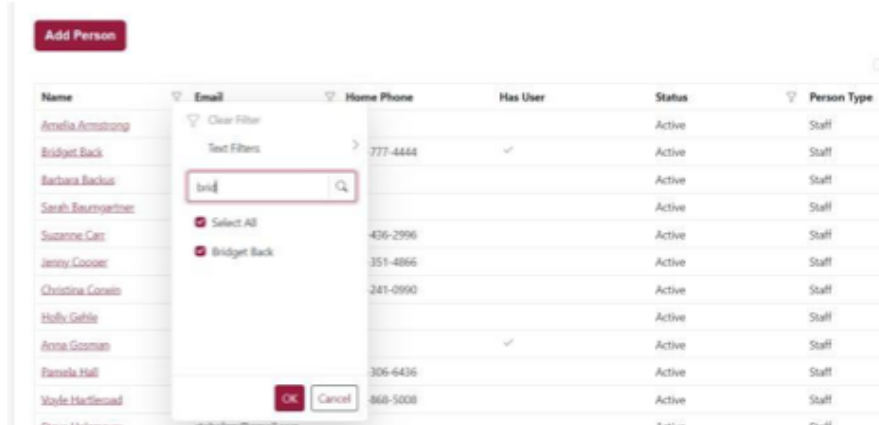 Add Person
Name Email Home Phone Has User Status Person Type
Amelia Armstrong Clear Filter Active Staff
Text Filters
Bridget Back -777-4444 Active Staff
Barbara Backus brid Active Staff
Sarah Baumgartner Active Staff
Select All
Suzanne Carr -436-2996 Active Staff
Bridget Back
Jenny Cooper -351-4866 Active Staff
Christina Corwin -241-0990 Active Staff
Holly Gehle Active Staff
Anna Gosman Active Staff
Pamela Hall -306-6436 Active Staff
Voyle Hartleroad OK Cancel -868-5008 Active Staff